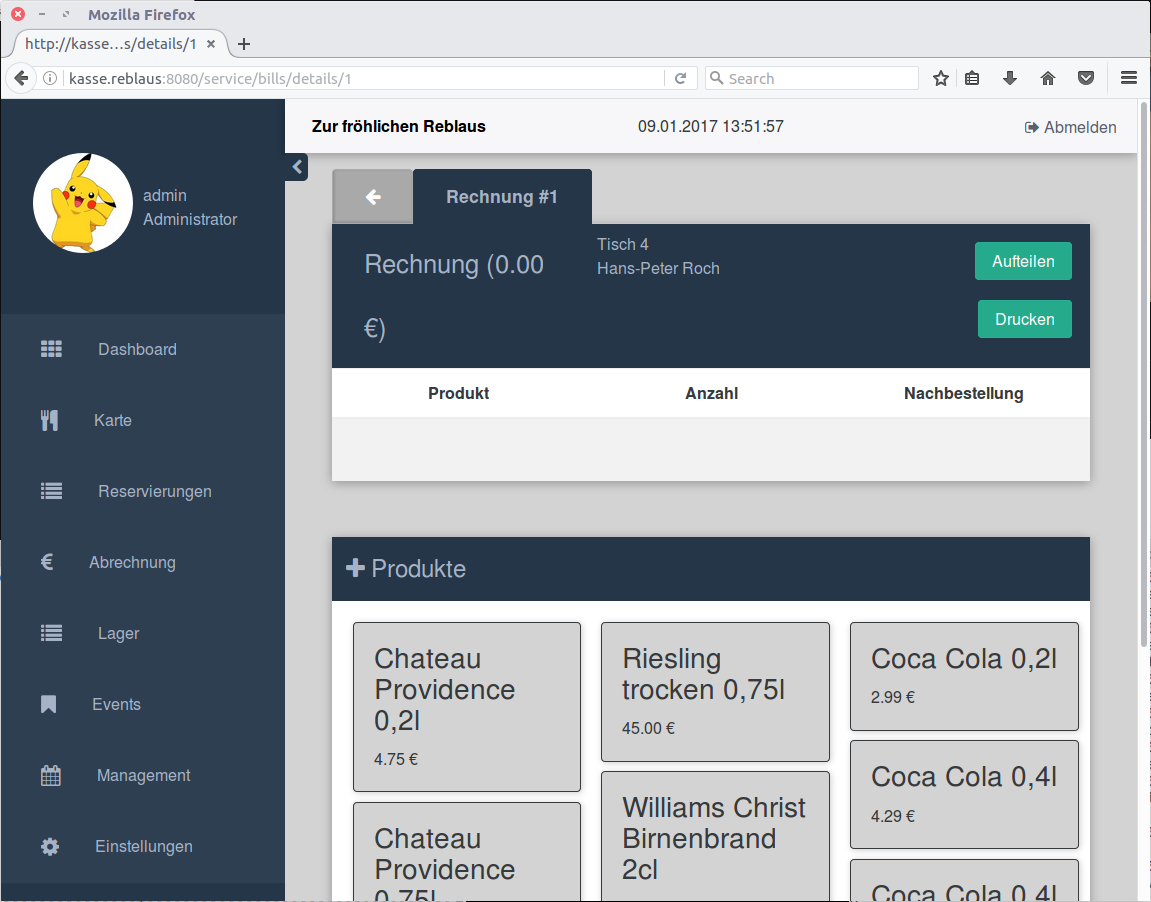 Mozilla Firefox
http://kasse...s/details/1
kasse.reblaus:8080/service/bills/details/1
Search
Zur fröhlichen Reblaus
09.01.2017 13:51:57
Abmelden
admin
Administrator
Dashboard
Karte
Reservierungen
€ Abrechnung
Lager
Events
Management
Einstellungen
Rechnung #1
Rechnung (0.00
€)
Tisch 4
Hans-Peter Roch
Aufteilen
Drucken
Produkt Anzahl Nachbestellung
Produkte
Chateau
Providence
0,2l
4.75 €
Chateau
Providence
0,75l
Riesling
trocken 0,75l
45.00 €
Williams Christ
Birnenbrand
2cl
Coca Cola 0,2l
2.99 €
Coca Cola 0,4l
4.29 €
Coca Cola 0,4l